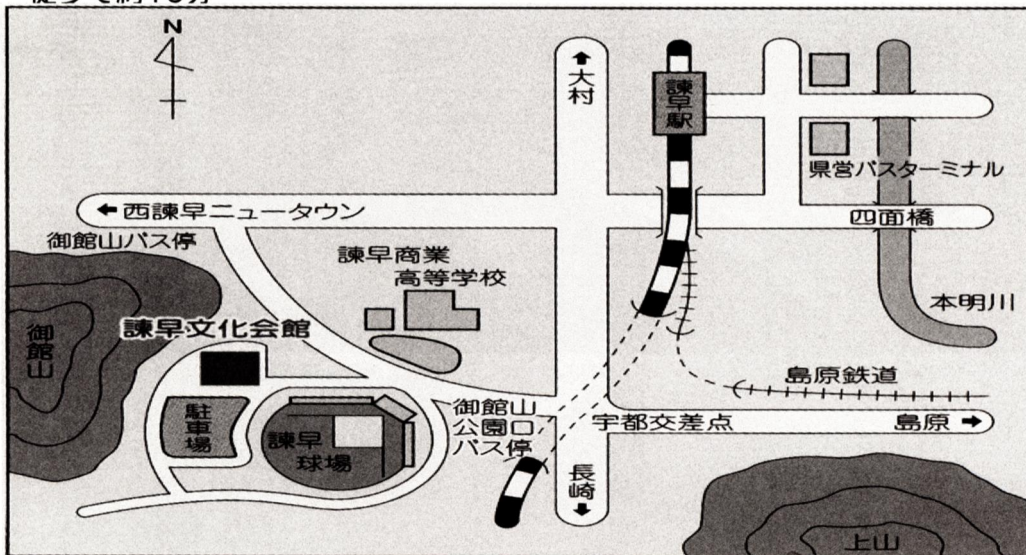 徒歩で約10分
N
大村
諫早駅
県営バスターミナル
西諫早ニュータウン
四面橋
御館山バス停
諫早商業
高等学校
本明川
諫早文化会館
御館山
島原鉄道
駐車場
諫早
球場
御館山
公園口
バス停
宇都交差点
島原
長崎
上山